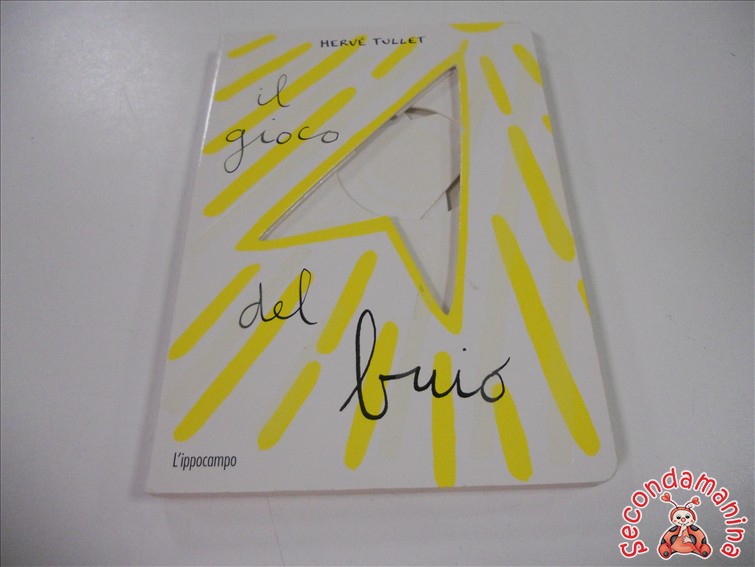 HERVÉ TULLET
il
gioco
del
buio
L'ippocampo
secondamanina